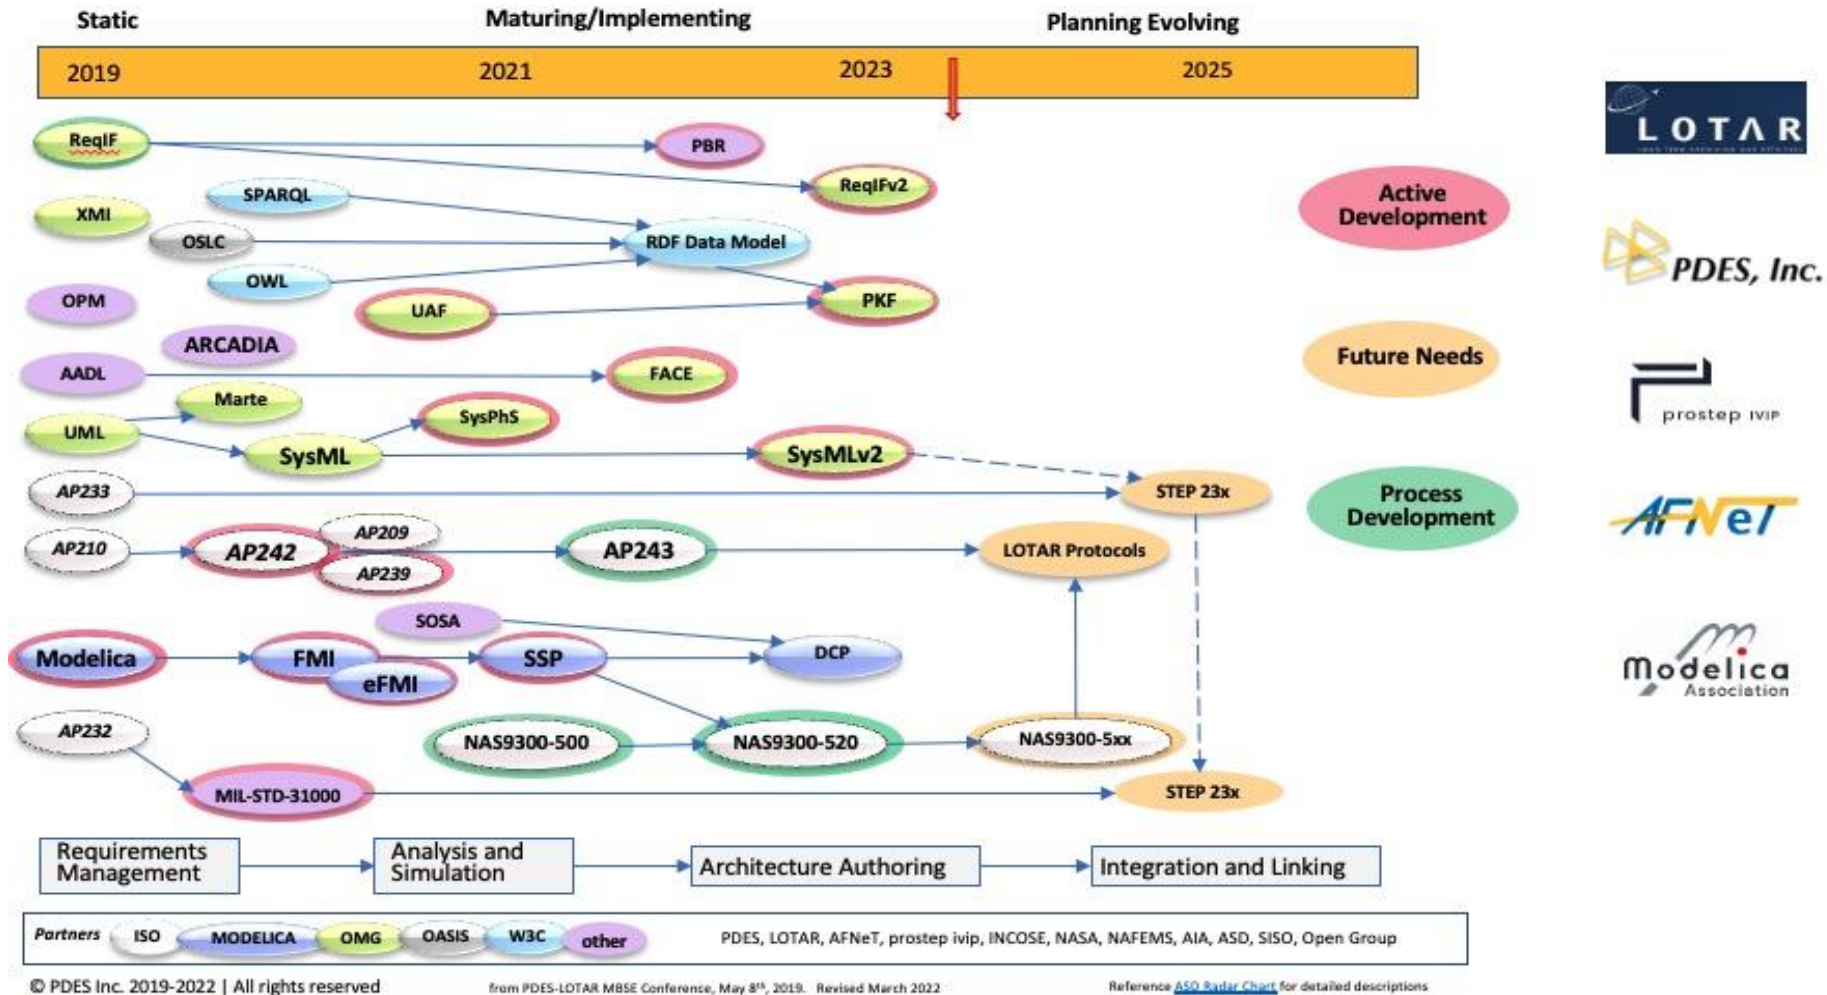 Static
Maturing/Implementing
Planning Evolving
2019
2021
2023
2025
ReqIF
PBR
ReqIFv2
SPARQL
XMI
OSLC
RDF Data Model
OWL
OPM
UAF
PKF
ARCADIA
AADL
FACE
Marte
UML
SysPhS
SysML
SysMLv2
AP233
STEP 23x
AP210
AP242
AP209
AP239
AP243
LOTAR Protocols
SOSA
Modelica
FMI
eFMI
SSP
DCP
AP232
NAS9300-500
NAS9300-520
NAS9300-5xx
MIL-STD-31000
STEP 23x
Active
Development
Future Needs
Process
Development
LOTAR
PDES, Inc.
prostep IVIP
AFNeT
Modelica
Association
Requirements
Management
Analysis and
Simulation
Architecture Authoring
Integration and Linking
Partners ISO MODELICA OMG OASIS W3C other PDES, LOTAR, AFNeT, prostep ivip, INCOSE, NASA, NAFEMS, AIA, ASD, SISO, Open Group
© PDES Inc. 2019-2022 | All rights reserved
from PDES-LOTAR MBSE Conference, May 8th, 2019. Revised March 2022
Reference ASD Radar Chart for detailed descriptions